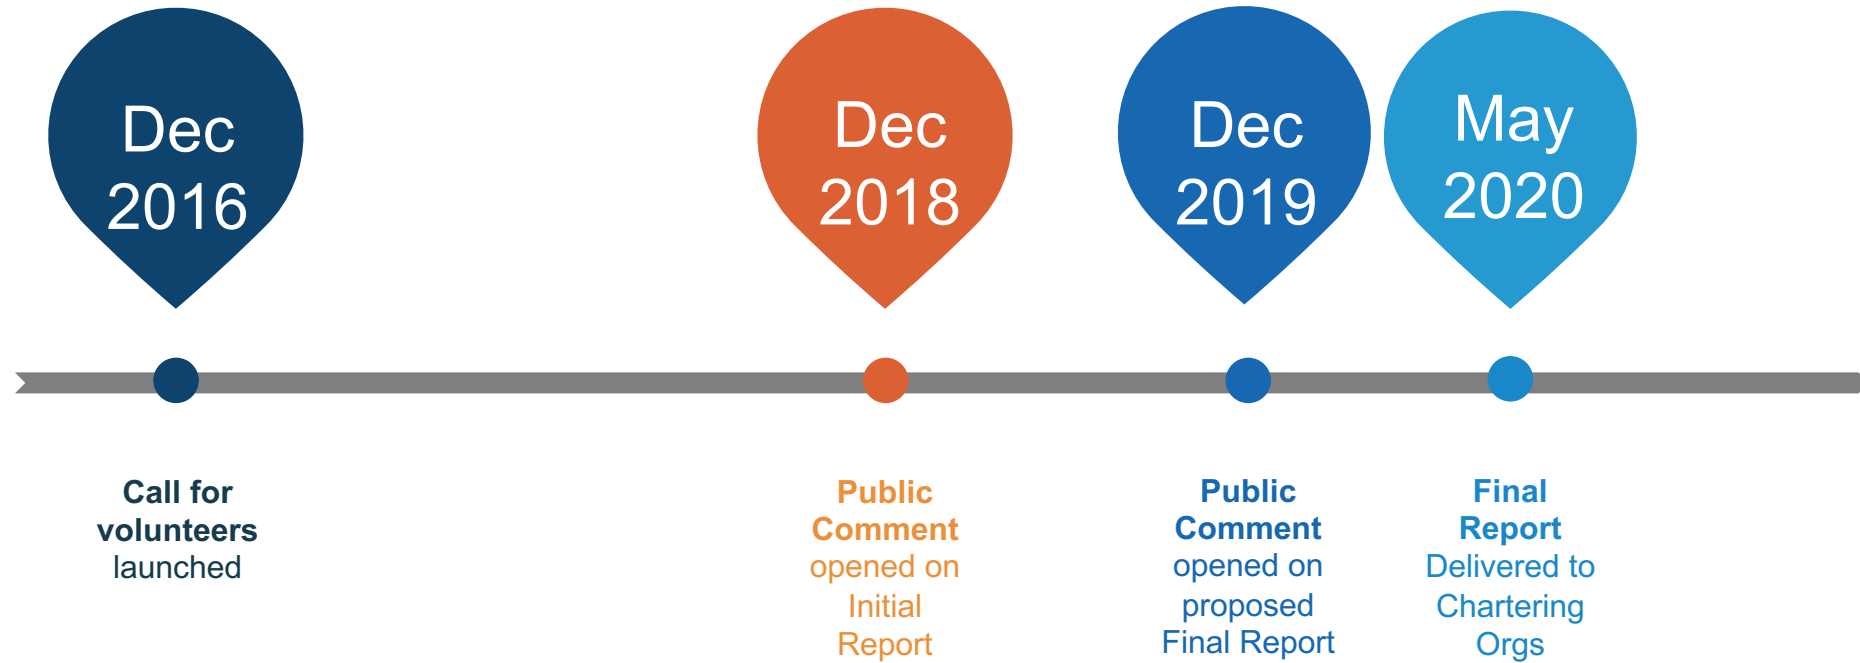 Dec
2016
Dec
2018
Dec
2019
May
2020
Call for
volunteers
launched
Public
Comment
opened on
Initial
Report
Public
Comment
opened on
proposed
Final Report
Final
Report
Delivered to
Chartering
Orgs